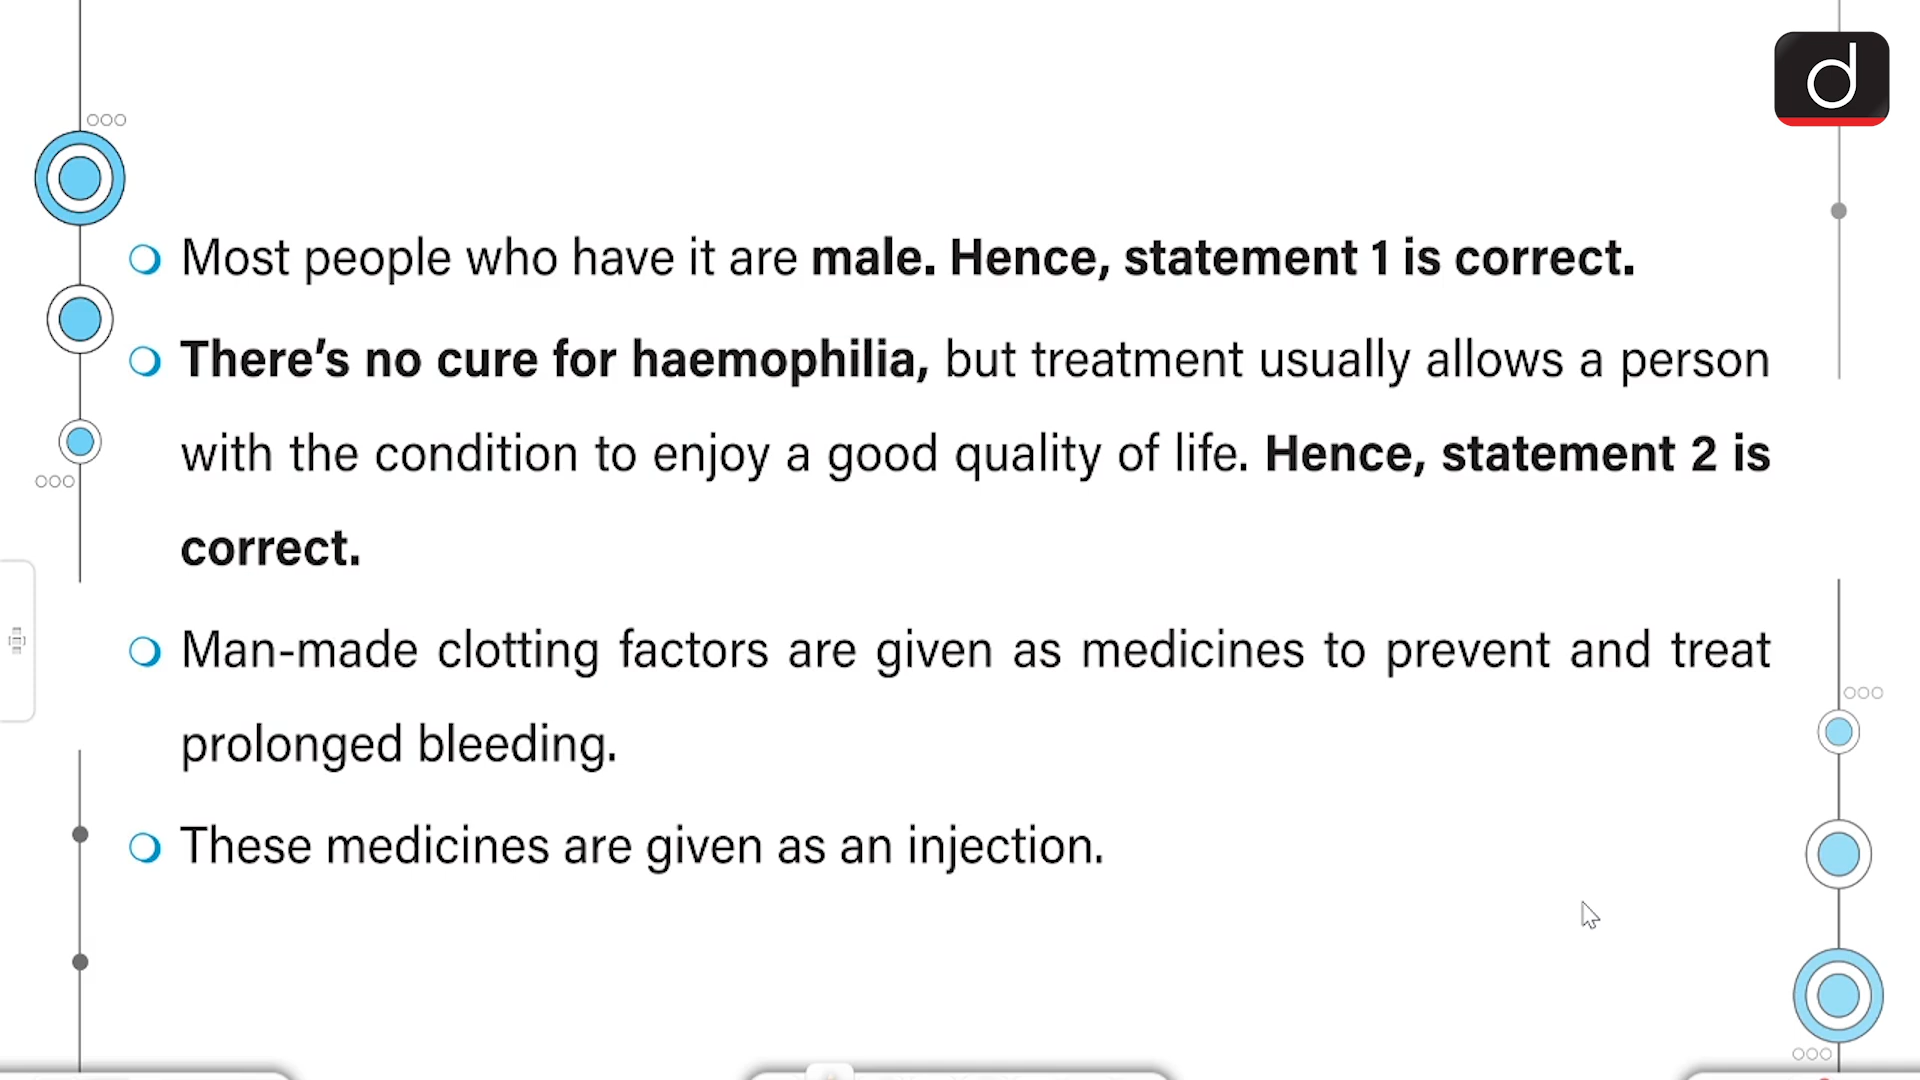 d
Most people who have it are male. Hence, statement 1 is correct.
There's no cure for haemophilia, but treatment usually allows a person
with the condition to enjoy a good quality of life. Hence, statement 2 is
correct.
Man-made clotting factors are given as medicines to prevent and treat
prolonged bleeding.
These medicines are given as an injection.